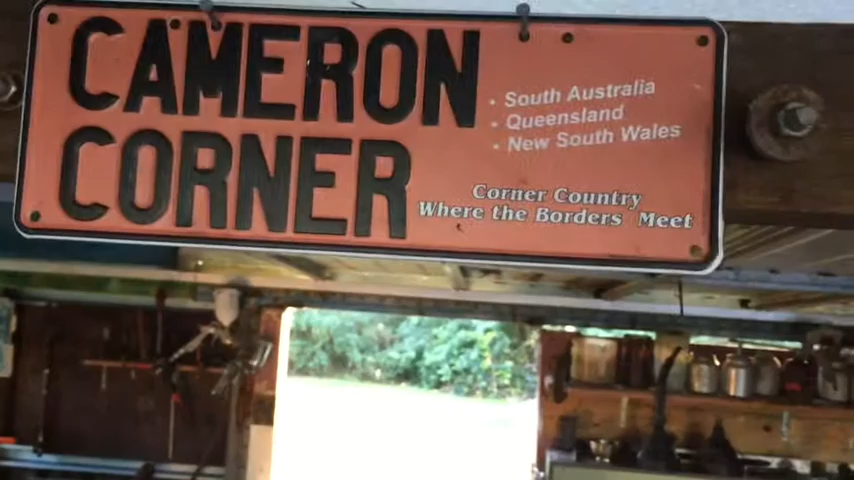 CAMERON
CORNER
• South Australia
• Queensland
• New South Wales
Corner Country
Where the Borders Meet